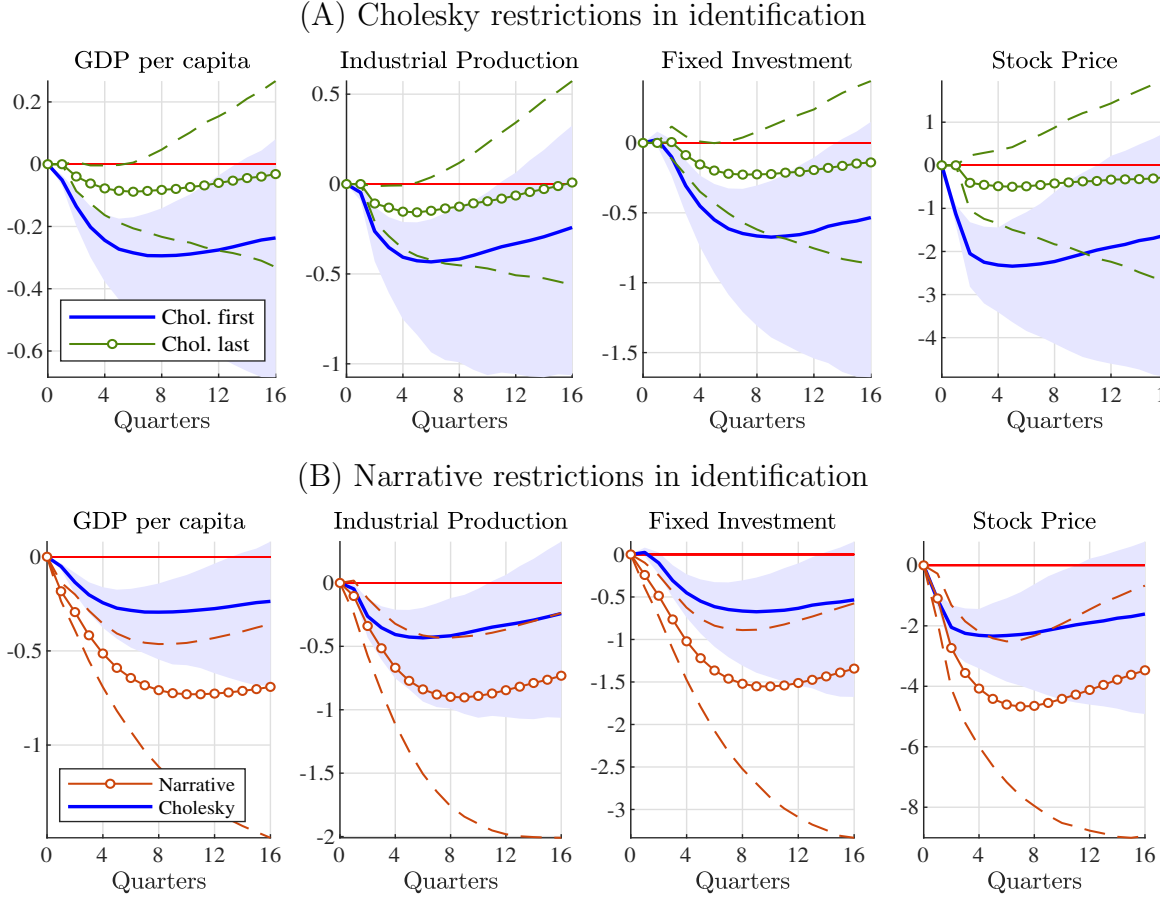 (A) Cholesky restrictions in identification
GDP per capita
Industrial Production
Fixed Investment
Stock Price
0.2
0
-0.2
-0.4
-0.6
0.5
0
-0.5
-1
0
-0.5
-1
-1.5
1
0
-1
-2
-3
-4
Chol. first
Chol. last
0 4 8 12 16
0 4 8 12 16
0 4 8 12 16
0 4 8 12
Quarters
Quarters
Quarters
Quarters
(B) Narrative restrictions in identification
GDP per capita
Industrial Production
Fixed Investment
Stock Price
0
-0.5
-1
0
-0.5
-1
-1.5
-2
0
-0.5
-1
-1.5
-2
-2.5
-3
0
-2
-4
-6
-8
Narrative
Cholesky
0 4 8 12 16
0 4 8 12 16
0 4 8 12 16
0 4 8 12 16
Quarters
Quarters
Quarters
Quarters